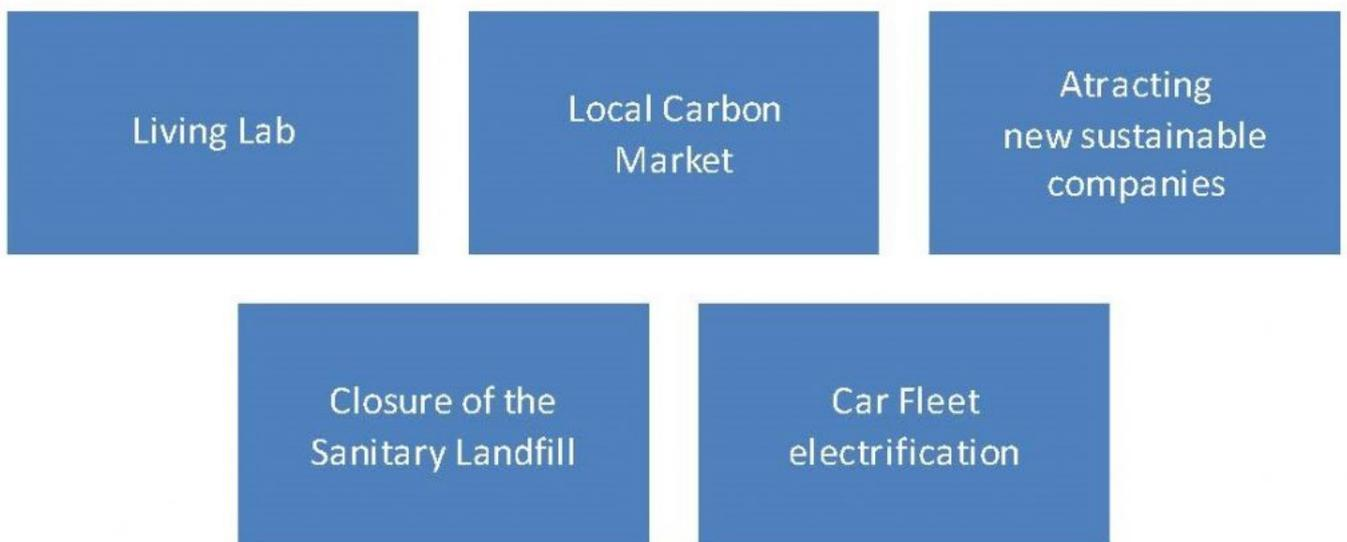 Living Lab
Local Carbon
Market
Atracting
new sustainable
companies
Closure of the
Sanitary Landfill
Car Fleet
electrification